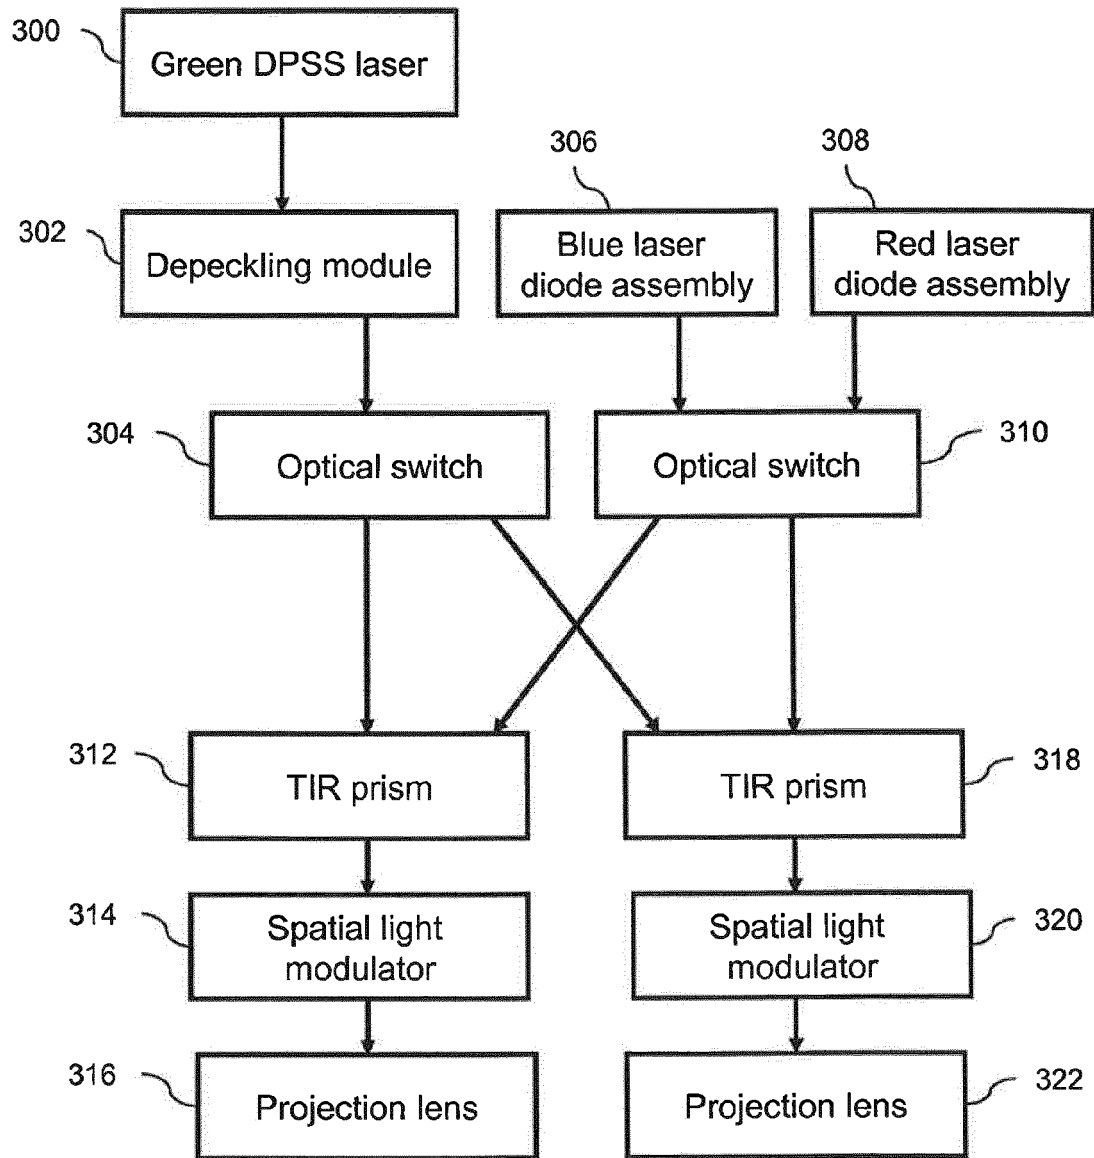 300
Green DPSS laser
306
308
302
Depeckling module
Blue laser
diode assembly
Red laser
diode assembly
304
Optical switch
Optical switch
310
312
TIR prism
TIR prism
318
314
Spatial light
modulator
Spatial light
modulator
320
316
Projection lens
Projection lens
322